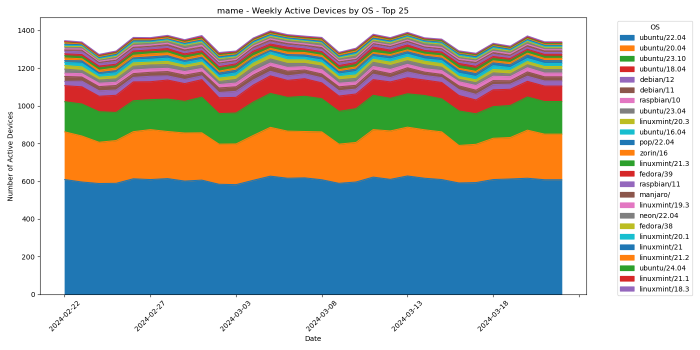 mame - Weekly Active Devices by OS - Top 25
Number of Active Devices
1400
1200
1000
800
600
400
200
0
2024-02-22
2024-02-27
2024-03-03
2024-03-08
2024-03-13
2024-03-18
Date
OS
ubuntu/22.04
ubuntu/20.04
ubuntu/23.10
ubuntu/18.04
debian/12
debian/11
raspbian/10
ubuntu/23.04
linuxmint/20.3
ubuntu/16.04
pop/22.04
zorin/16
linuxmint/21.3
fedora/39
raspbian/11
manjaro/
linuxmint/19.3
neon/22.04
fedora/38
linuxmint/20.1
linuxmint/21
linuxmint/21.2
ubuntu/24.04
linuxmint/21.1
linuxmint/18.3